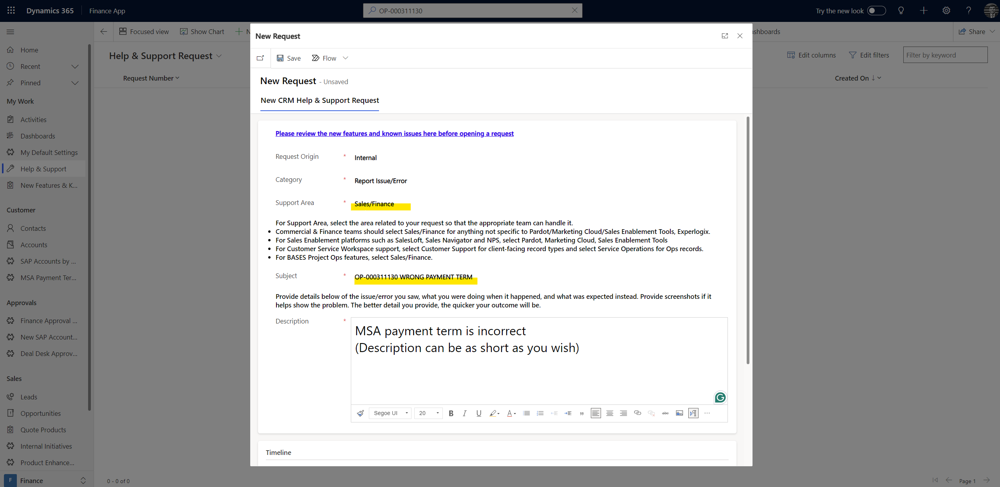 Dynamics 365
Finance App
OP-000311130
Try the new look
Focused view
Show Chart
N
shboards
Share
Home
Recent
Pinned
My Work
Activities
Dashboards
My Default Settings
Help & Support
New Features & K...
Customer
Contacts
Accounts
SAP Accounts by ...
MSA Payment Ter...
Approvals
Finance Approval ...
New SAP Account...
Deal Desk Approv...
Sales
Leads
Opportunities
Quote Products
Internal Initiatives
Product Enhance...
F Finance
Help & Support Request
Edit columns
Edit filters
Filter by keyword
Request Number
Created On
0 - 0 of 0
Page 1
New Request
Save
Flow
New Request - Unsaved
New CRM Help & Support Request
Please review the new features and known issues here before opening a request
Request Origin * Internal
Category * Report Issue/Error
Support Area * Sales/Finance
For Support Area, select the area related to your request so that the appropriate team can handle it.
• Commercial & Finance teams should select Sales/Finance for anything not specific to Pardot/Marketing Cloud/Sales Enablement Tools, Experlogix.
• For Sales Enablement platforms such as SalesLoft, Sales Navigator and NPS, select Pardot, Marketing Cloud, Sales Enablement Tools
• For Customer Service Workspace support, select Customer Support for client-facing record types and select Service Operations for Ops records.
• For BASES Project Ops features, select Sales/Finance.
Subject * OP-000311130 WRONG PAYMENT TERM
Provide details below of the issue/error you saw, what you were doing when it happened, and what was expected instead. Provide screenshots if it
helps show the problem. The better detail you provide, the quicker your outcome will be.
Description *
MSA payment term is incorrect
(Description can be as short as you wish)
Segoe UI 20 B I U A abc
Timeline